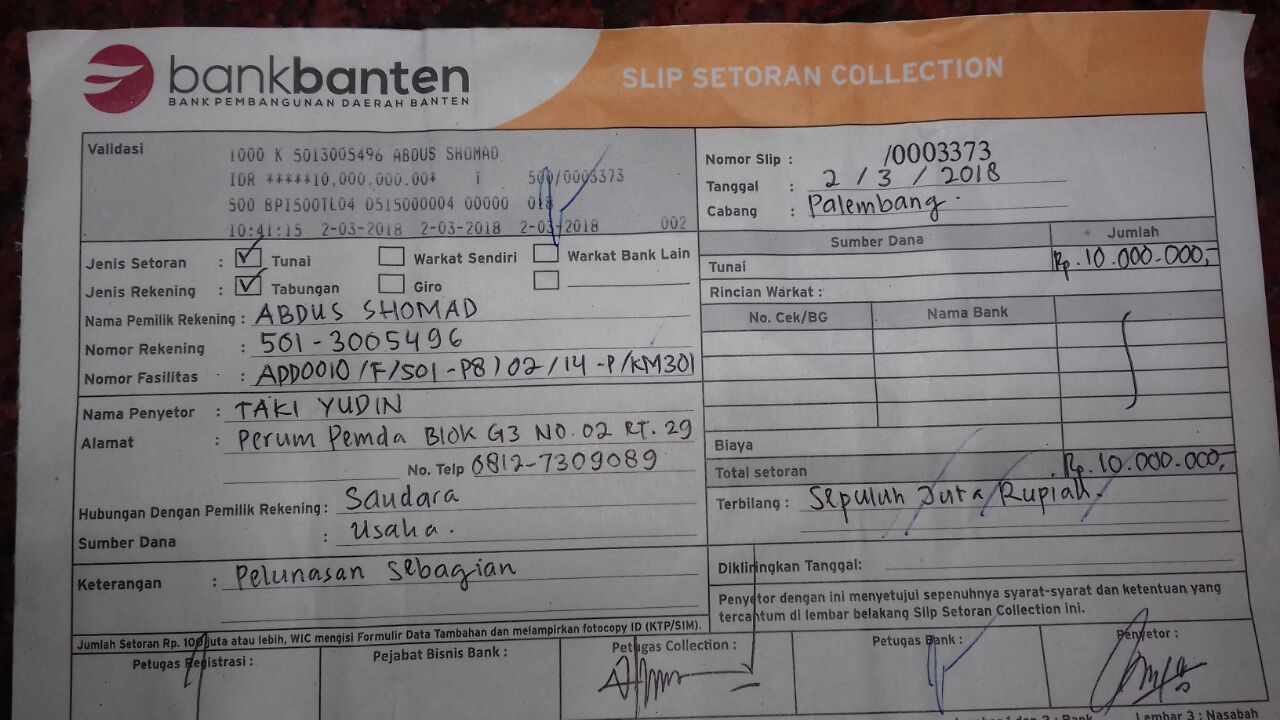 bankbanten
BANK PEMBANGUNAN DAERAH BANTEN
SLIP SETORAN COLLECTION
Validasi
1000 K 5013005496 ABDUS SHOMAD
IDR *****10,000,000.00* T 500/0003373
500 BPI500TL04 0515000004 00000 018
10:41:15 2-03-2018 2-03-2018 2-03-2018 002
Nomor Slip : /0003373
Tanggal : 2 / 3 / 2018
Cabang : Palembang.
Jenis Setoran : Tunai Warkat Sendiri Warkat Bank Lain
Jenis Rekening : Tabungan Giro
Nama Pemilik Rekening : ABDUS SHOMAD
Nomor Rekening : 501-3005496
Nomor Fasilitas : ADD0010/F/501-P8)02/14-P/KM301
Nama Penyetor : TAKI YUDIN
Alamat : Perum Pemda Blok G3 NO.02 RT.29
No. Telp 0812-7309089
Hubungan Dengan Pemilik Rekening : Saudara
Sumber Dana : Usaha.
Keterangan : Pelunasan Sebagian
Sumber Dana Jumlah
Tunai Rp. 10.000.000,-
Rincian Warkat :
No. Cek/BG Nama Bank
Biaya
Total setoran Rp. 10.000.000,-
Terbilang : Sepuluh Juta Rupiah.
Dikliringkan Tanggal:
Penyetor dengan ini menyetujui sepenuhnya syarat-syarat dan ketentuan yang
tercantum di lembar belakang Slip Setoran Collection ini.
Jumlah Setoran Rp. 100 juta atau lebih, WIC mengisi Formulir Data Tambahan dan melampirkan fotocopy ID (KTP/SIM).
Petugas Registrasi : Pejabat Bisnis Bank : Petugas Collection : Petugas Bank : Penyetor :
1 dan 2 : Bank Lembar 3 : Nasabah